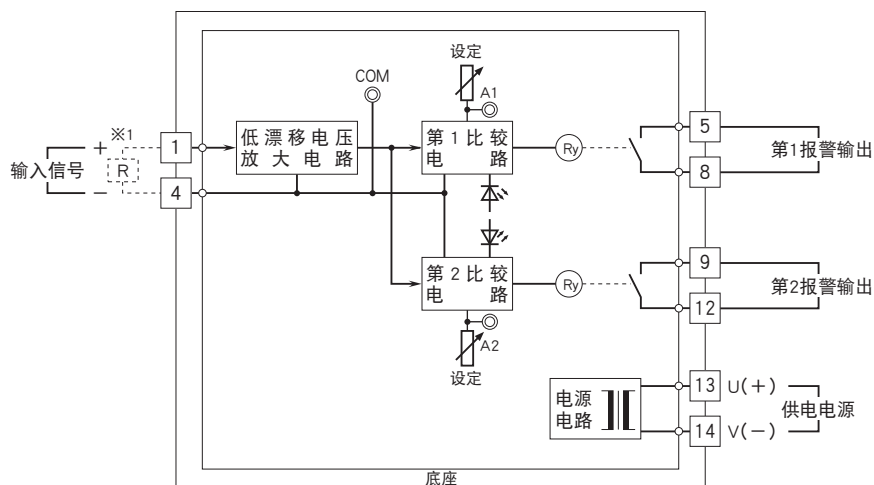 设定
COM
A1
※1
+
1
低漂移电压
放大电路
第1比较
电路
Ry
5
第1报警输出
输入信号
R
−
4
8
第2比较
电路
Ry
9
第2报警输出
12
A2
设定
电源
电路
13
U(+)
供电电源
14
V(−)
底座